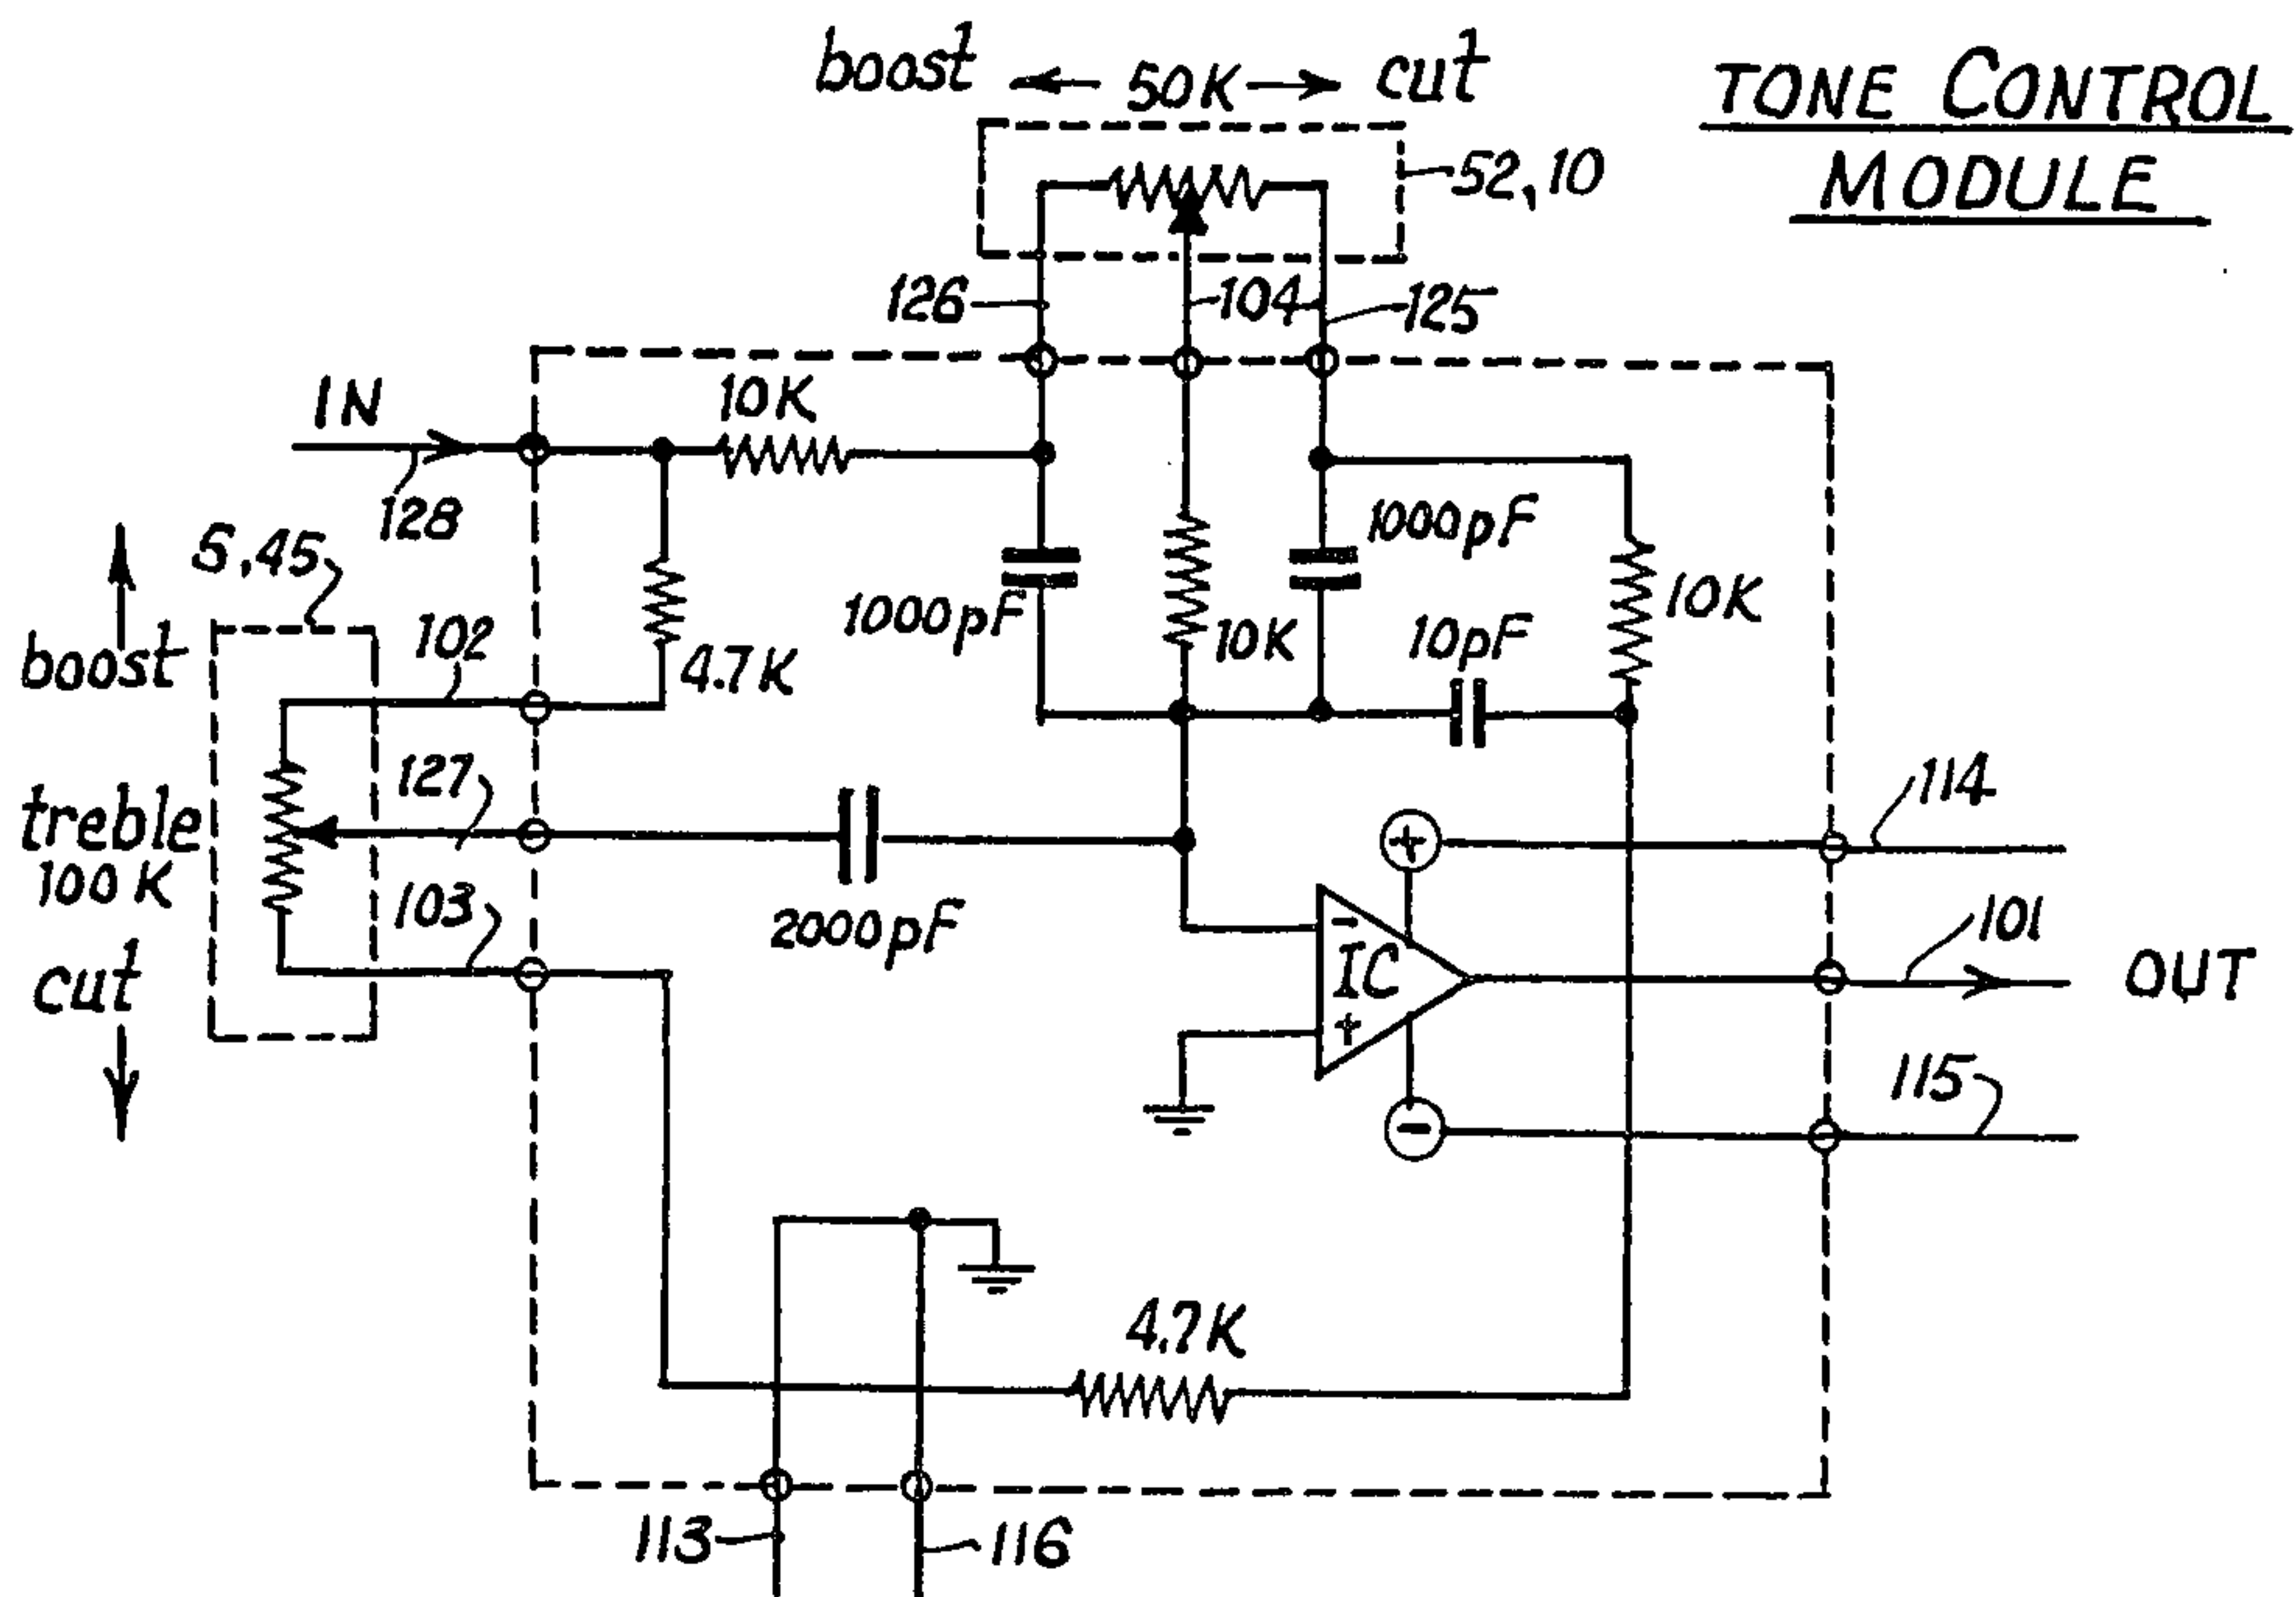 boost ← 50K → cut
TONE CONTROL
MODULE
52,10
126
104
125
IN
10K
128
1000pF
S,45
boost
102
4.7K
1000pF
10K
10pF
10K
treble
100K
127
114
103
2000pF
+
101
cut
-
IC
+
OUT
115
-
4.7K
113
116